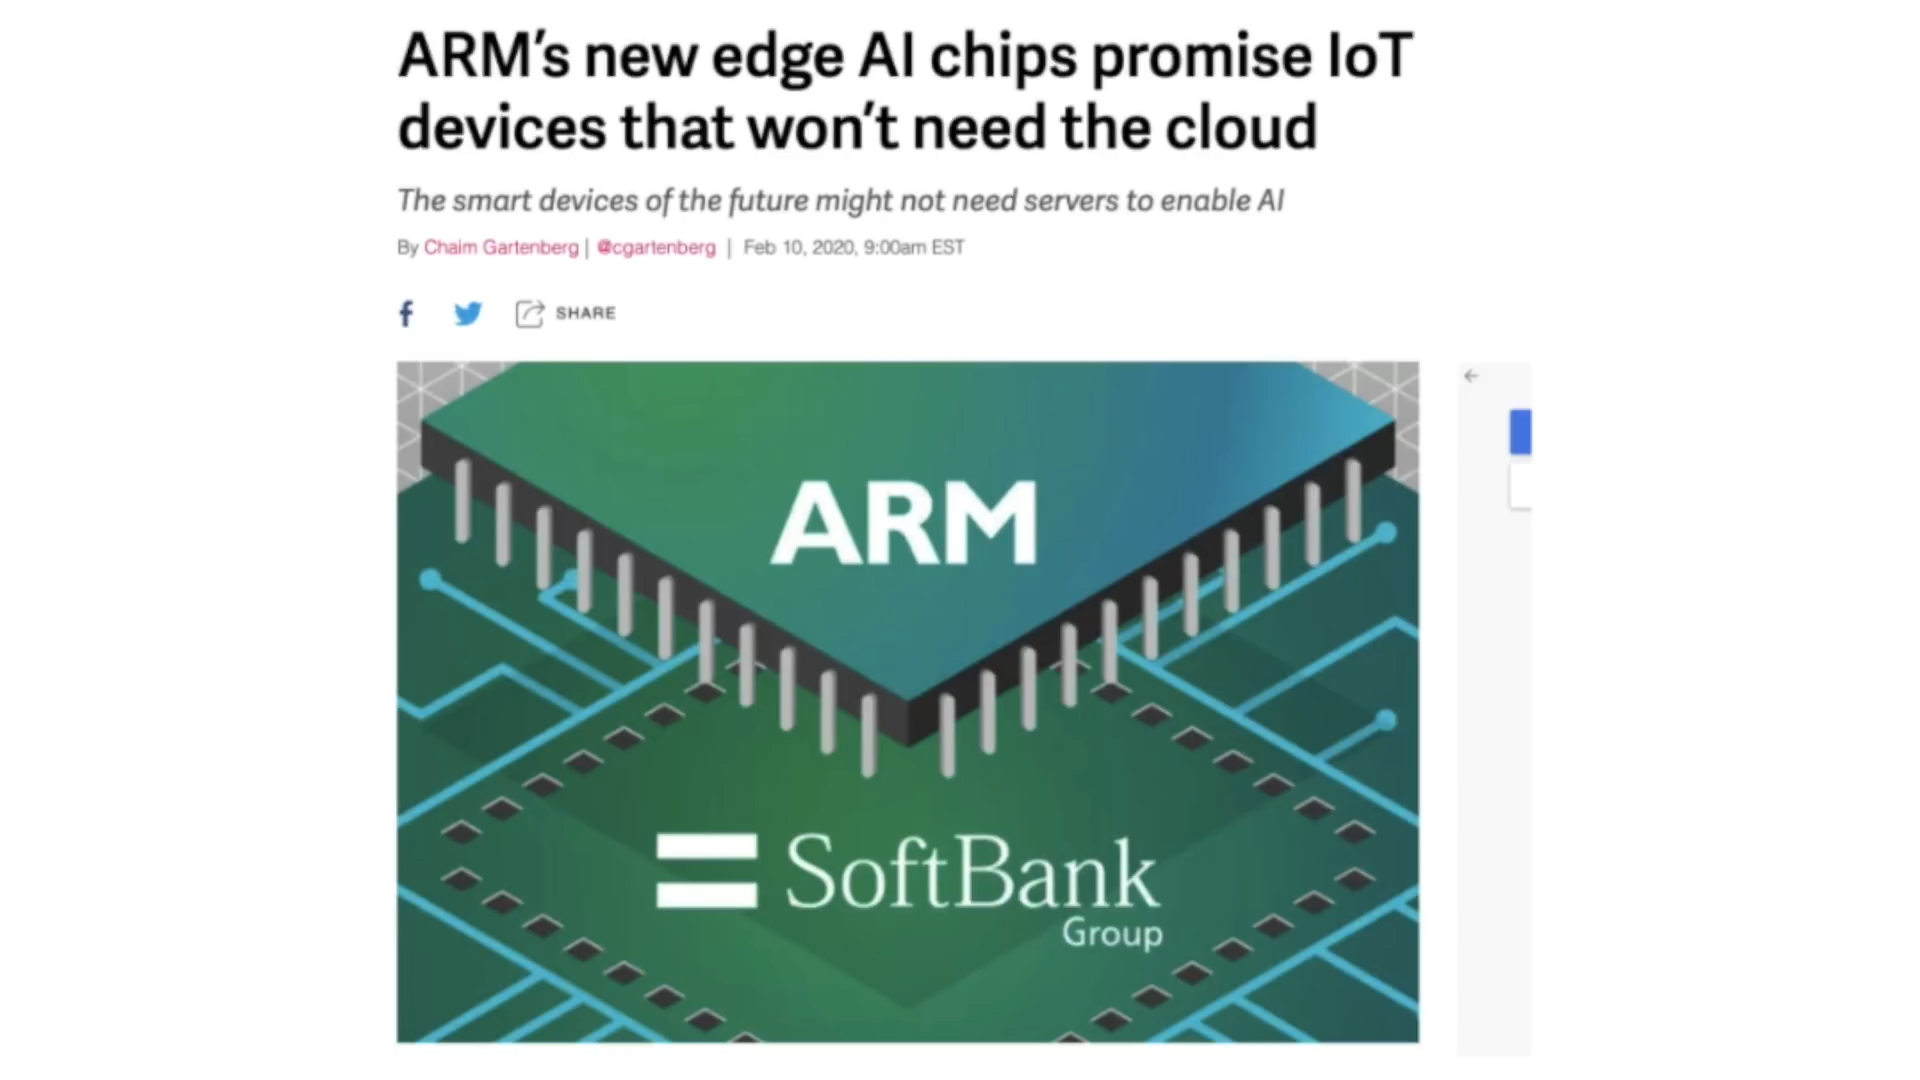 ARM’s new edge AI chips promise IoT
devices that won’t need the cloud
The smart devices of the future might not need servers to enable AI
By Chaim Gartenberg | @cgartenberg | Feb 10, 2020, 9:00am EST
SHARE
ARM
SoftBank
Group